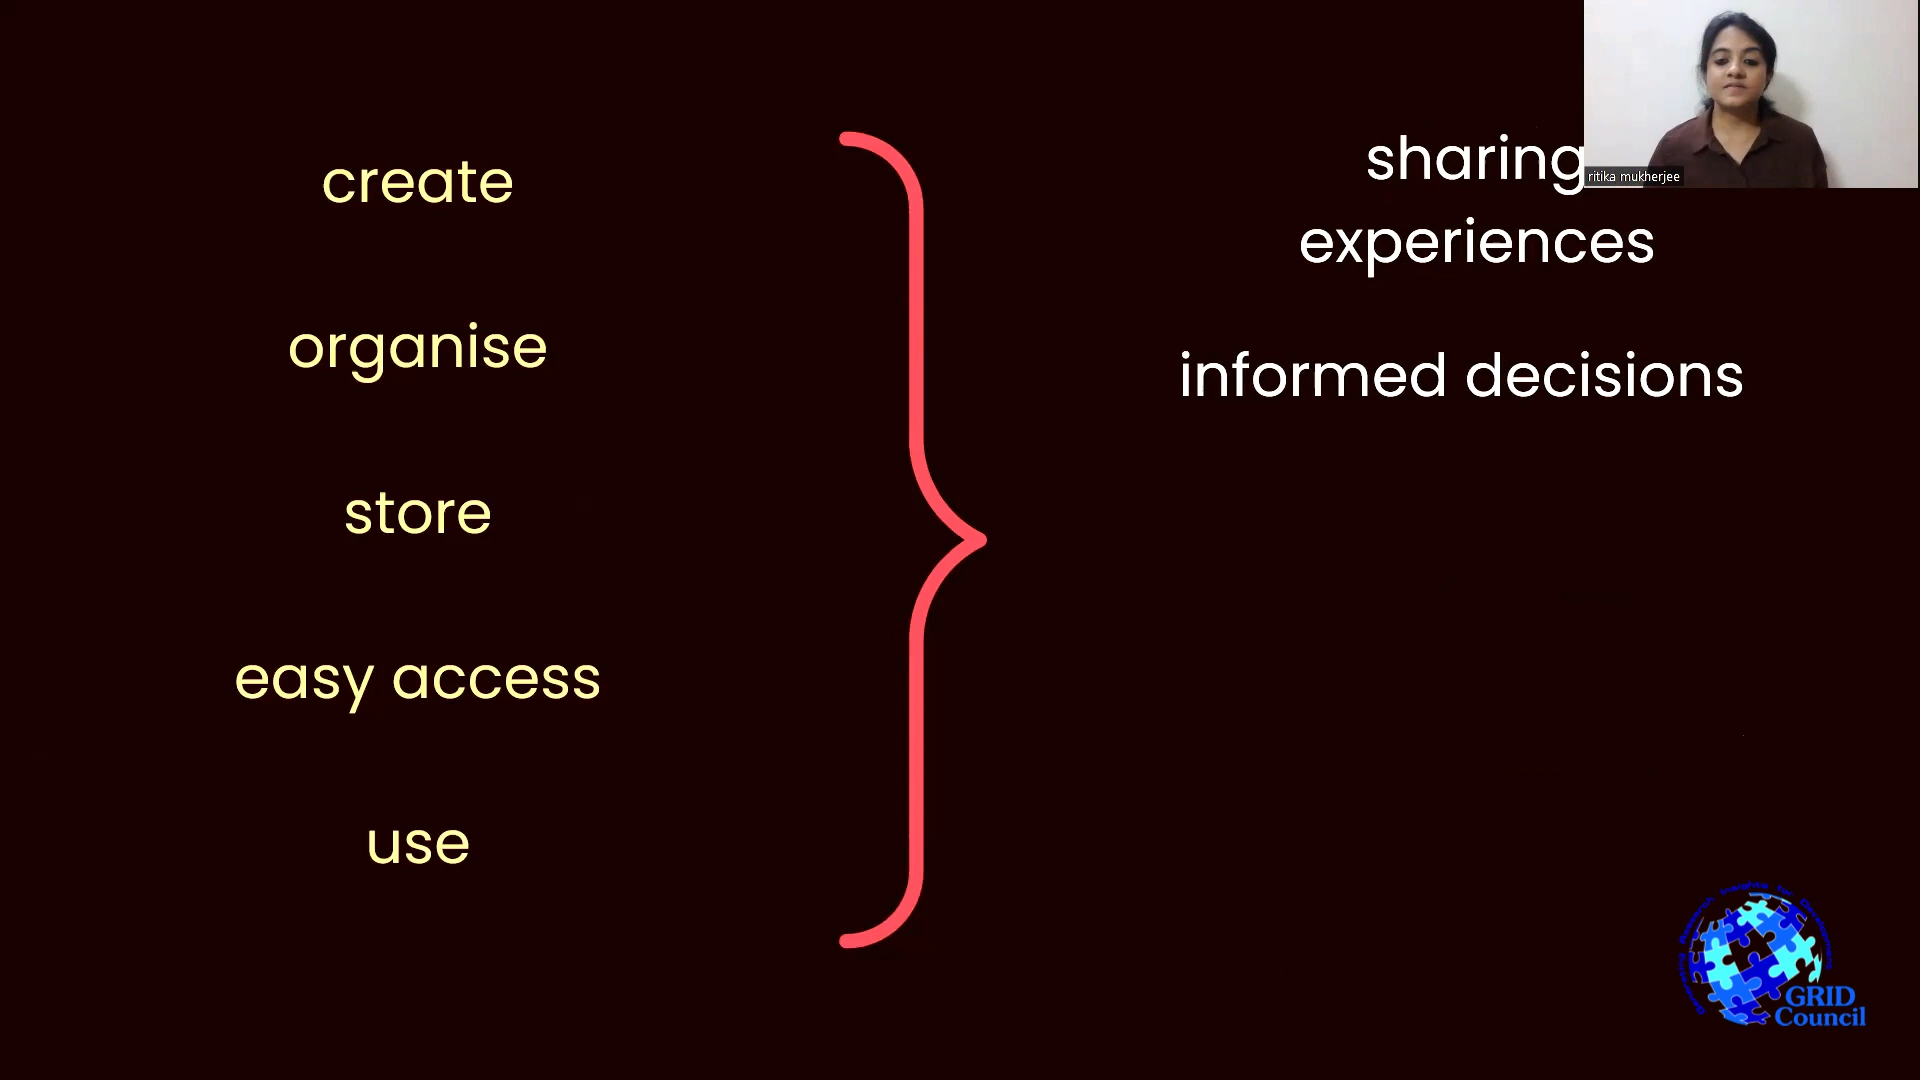 create
organise
store
easy access
use
sharing
experiences
informed decisions
ritika mukherjee
GRID
Council